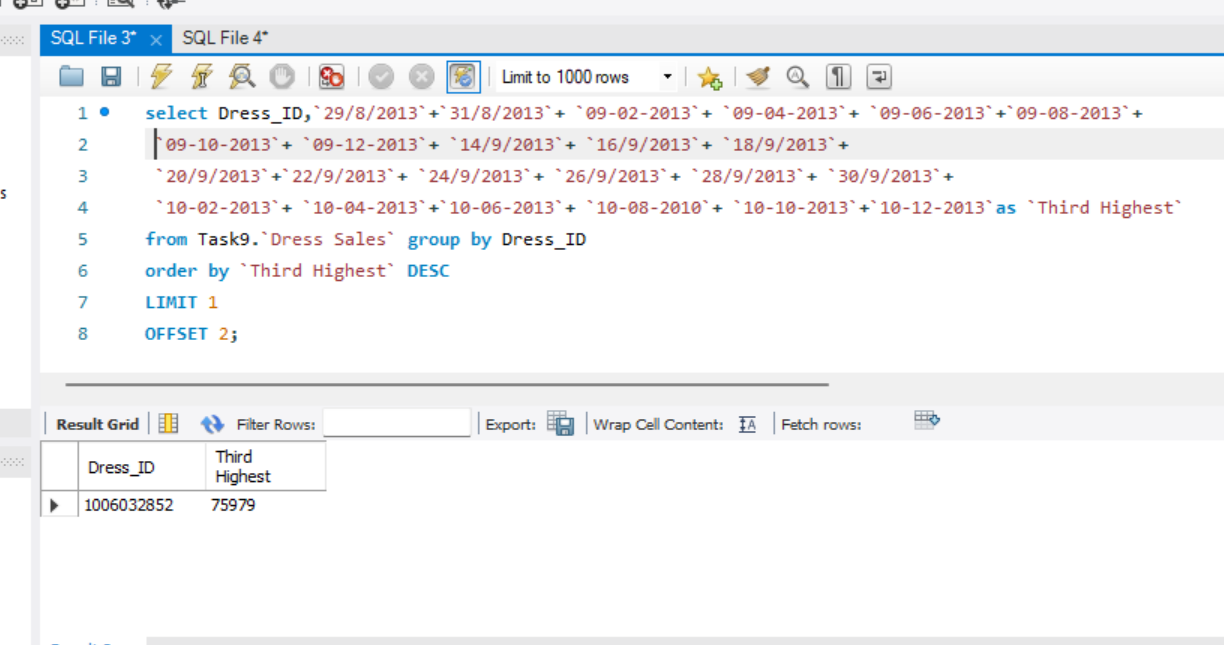 SQL File 3* × SQL File 4*
Limit to 1000 rows
1 select Dress_ID,`29/8/2013`+`31/8/2013`+ `09-02-2013`+ `09-04-2013`+ `09-06-2013`+`09-08-2013`+
2 `09-10-2013`+ `09-12-2013`+ `14/9/2013`+ `16/9/2013`+ `18/9/2013`+
3 `20/9/2013`+`22/9/2013`+ `24/9/2013`+ `26/9/2013`+ `28/9/2013`+ `30/9/2013`+
4 `10-02-2013`+ `10-04-2013`+`10-06-2013`+ `10-08-2010`+ `10-10-2013`+`10-12-2013`as `Third Highest`
5 from Task9.`Dress Sales` group by Dress_ID
6 order by `Third Highest` DESC
7 LIMIT 1
8 OFFSET 2;
Result Grid Filter Rows: Export: Wrap Cell Content: Fetch rows:
Dress_ID Third
Highest
1006032852 75979